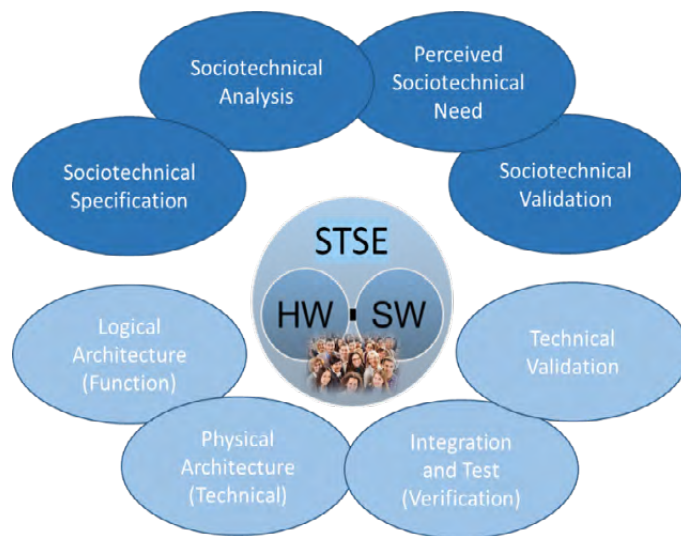 Sociotechnical
Analysis
Perceived
Sociotechnical
Need
Sociotechnical
Specification
Sociotechnical
Validation
STSE
HW
SW
Logical
Architecture
(Function)
Technical
Validation
Physical
Architecture
(Technical)
Integration
and Test
(Verification)